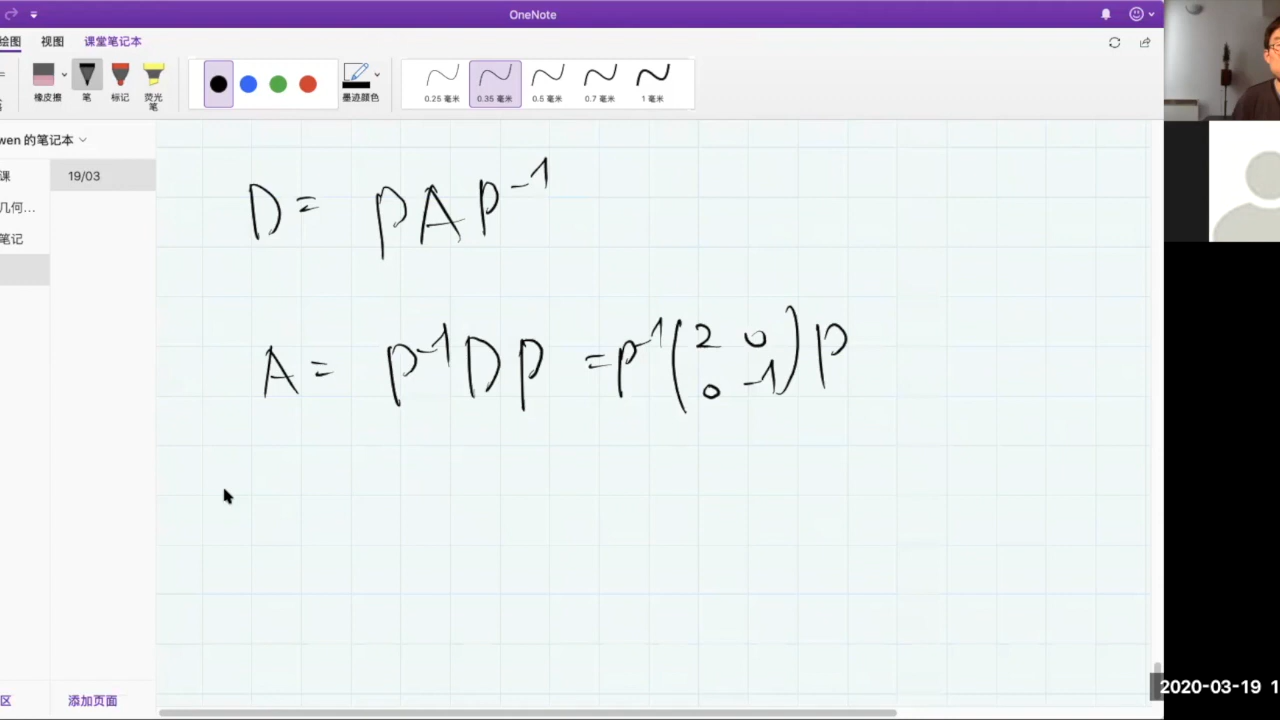 OneNote
绘图 视图 课堂笔记本
橡皮擦 笔 标记 荧光笔 墨迹颜色 0.25 毫米 0.35 毫米 0.5 毫米 0.7 毫米 1 毫米
wen 的笔记本
课 19/03
几何...
笔记
D = PAP⁻¹
A = P⁻¹DP = P⁻¹(2 0
0 -1)P
区 添加页面
2020-03-19 1